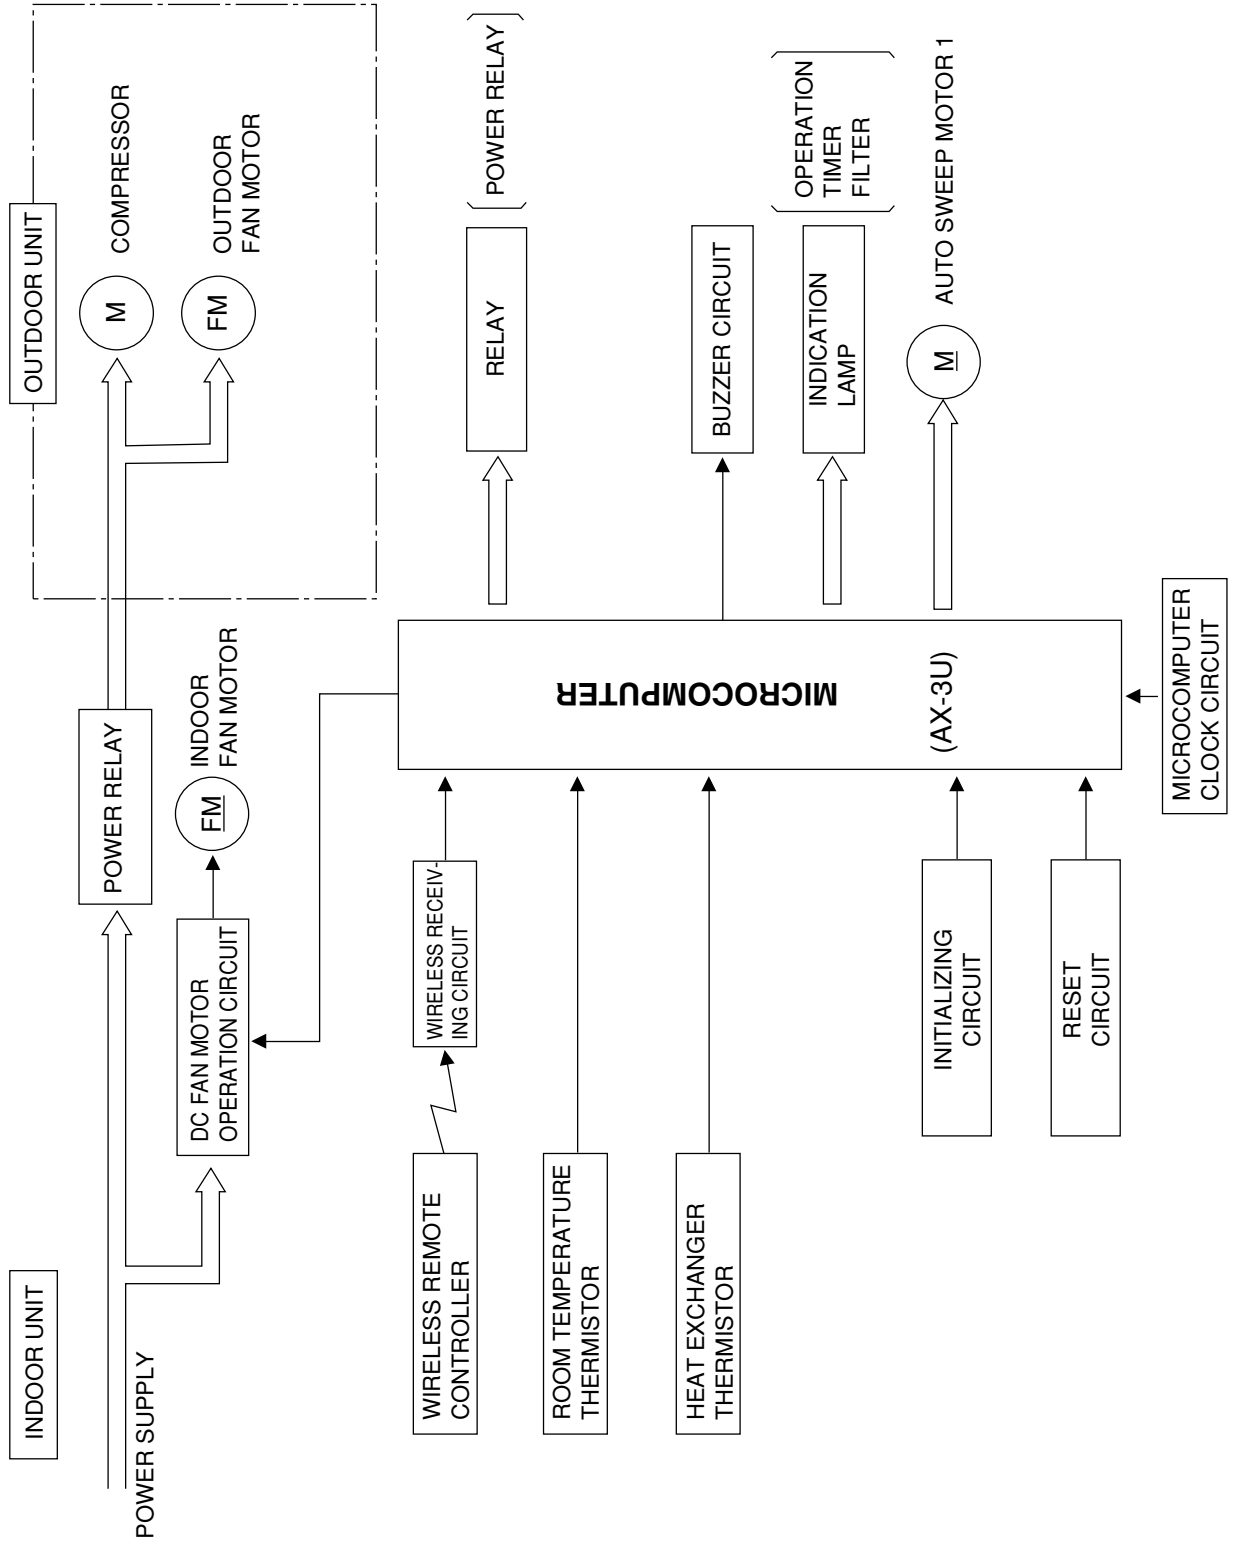 INDOOR UNIT
OUTDOOR UNIT
POWER SUPPLY
POWER RELAY
M
COMPRESSOR
FM
OUTDOOR
FAN MOTOR
DC FAN MOTOR
OPERATION CIRCUIT
FM
INDOOR
FAN MOTOR
WIRELESS REMOTE
CONTROLLER
WIRELESS RECEIV-
ING CIRCUIT
ROOM TEMPERATURE
THERMISTOR
HEAT EXCHANGER
THERMISTOR
INITIALIZING
CIRCUIT
RESET
CIRCUIT
MICROCOMPUTER
(AX-3U)
MICROCOMPUTER
CLOCK CIRCUIT
RELAY
(POWER RELAY)
BUZZER CIRCUIT
INDICATION
LAMP
OPERATION
TIMER
FILTER
M
AUTO SWEEP MOTOR 1